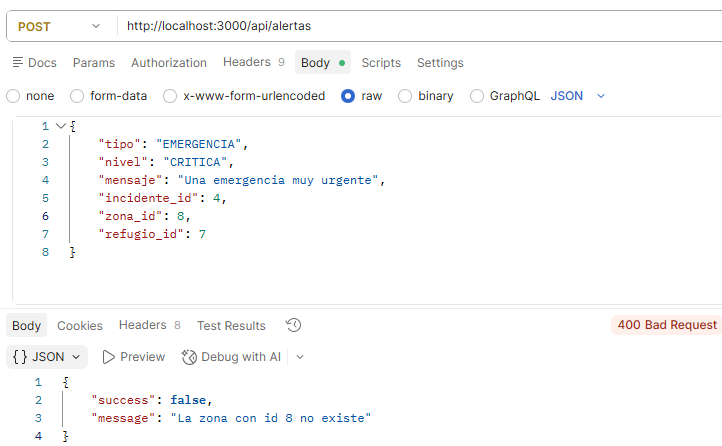 POST http://localhost:3000/api/alertas
Docs Params Authorization Headers 9 Body Scripts Settings
none form-data x-www-form-urlencoded raw binary GraphQL JSON
1 {
2 "tipo": "EMERGENCIA",
3 "nivel": "CRITICA",
4 "mensaje": "Una emergencia muy urgente",
5 "incidente_id": 4,
6 "zona_id": 8,
7 "refugio_id": 7
8 }
Body Cookies Headers 8 Test Results 400 Bad Request
{} JSON Preview Debug with AI
1 {
2 "success": false,
3 "message": "La zona con id 8 no existe"
4 }